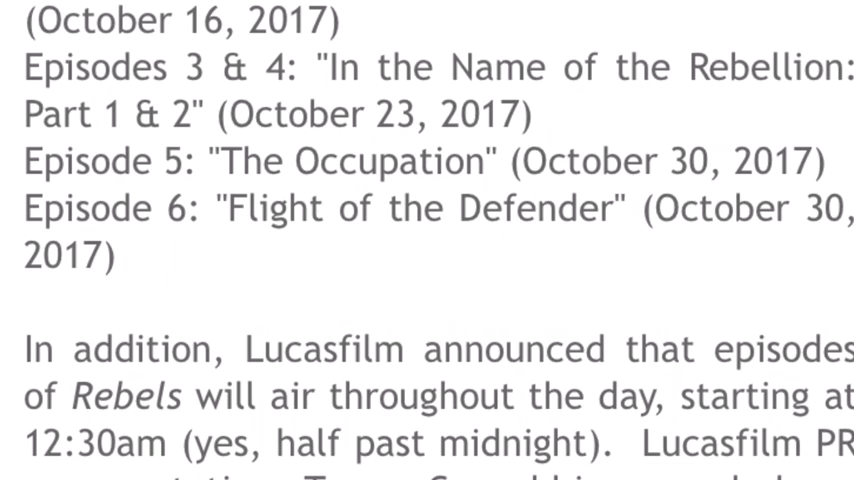 (October 16, 2017)
Episodes 3 & 4: "In the Name of the Rebellion:
Part 1 & 2" (October 23, 2017)
Episode 5: "The Occupation" (October 30, 2017)
Episode 6: "Flight of the Defender" (October 30,
2017)
In addition, Lucasfilm announced that episodes
of Rebels will air throughout the day, starting at
12:30am (yes, half past midnight). Lucasfilm PR